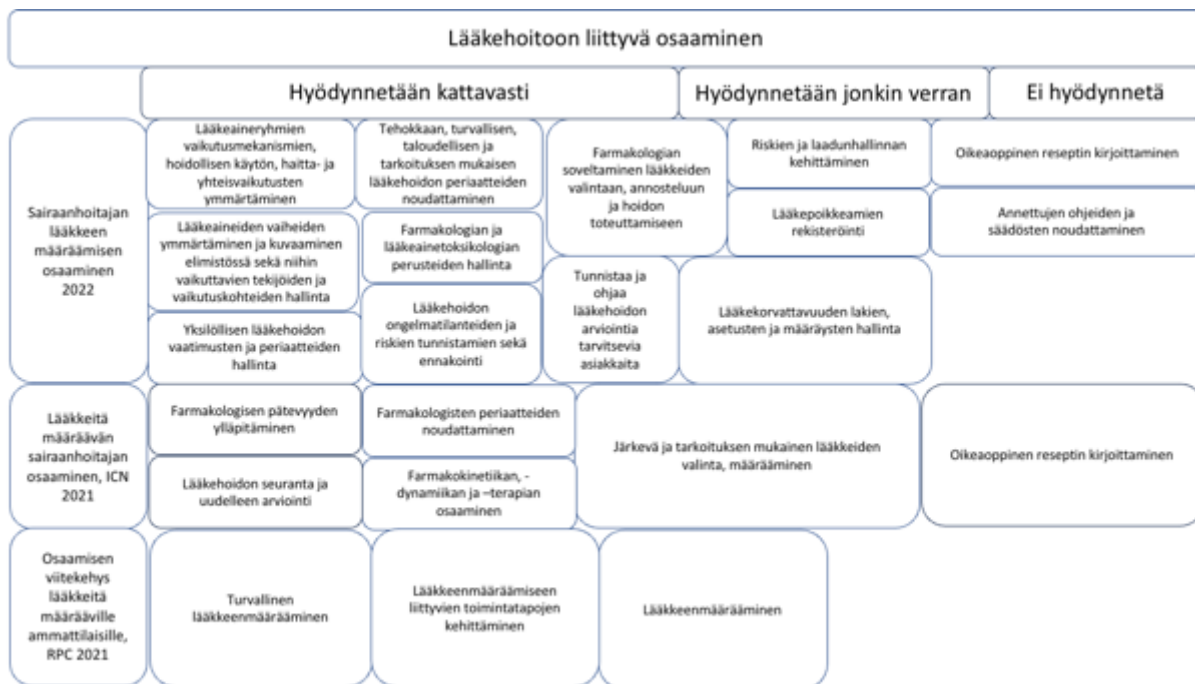 Lääkehoitoon liittyvä osaaminen
Hyödynnetään kattavasti
Hyödynnetään jonkin verran
Ei hyödynnetä
Sairaanhoitajan
lääkkeen
määräämisen
osaaminen
2022
Lääkeaineryhmien
vaikutusmekanismien,
hoidollisen käytön, haitta- ja
yhteisvaikutusten
ymmärtäminen
Tehokkaan, turvallisen,
taloudellisen ja
tarkoituksen mukaisen
lääkehoidon periaatteiden
noudattaminen
Farmakologian
soveltaminen lääkkeiden
valintaan, annosteluun
ja hoidon
toteuttamiseen
Riskien ja laadunhallinnan
kehittäminen
Oikeaoppinen reseptin kirjoittaminen
Lääkeaineiden vaiheiden
ymmärtäminen ja kuvaaminen
elimistössä sekä niihin
vaikuttavien tekijöiden ja
vaikutuskohteiden hallinta
Farmakologian ja
lääkeainetoksikologian
perusteiden hallinta
Lääkepoikkeamien
rekisteröinti
Annettujen ohjeiden ja
säädösten noudattaminen
Yksilöllisen lääkehoidon
vaatimusten ja periaatteiden
hallinta
Lääkehoidon
ongelmatilanteiden ja
riskien tunnistamien sekä
ennakointi
Tunnistaa ja
ohjaa
lääkehoidon
arviointia
tarvitsevia
asiakkaita
Lääkekorvattavuuden lakien,
asetusten ja määräysten hallinta
Lääkkeitä
määräävän
sairaanhoitajan
osaaminen, ICN
2021
Farmakologisen pätevyyden
ylläpitäminen
Farmakologisten periaatteiden
noudattaminen
Järkevä ja tarkoituksen mukainen lääkkeiden
valinta, määrääminen
Oikeaoppinen reseptin kirjoittaminen
Lääkehoidon seuranta ja
uudelleen arviointi
Farmakokinetiikan, -
dynamiikan ja –terapian
osaaminen
Osaamisen
viitekehys
lääkkeitä
määrääville
ammattilaisille,
RPC 2021
Turvallinen
lääkkeenmäärääminen
Lääkkeenmääräämiseen
liittyvien toimintatapojen
kehittäminen
Lääkkeenmäärääminen